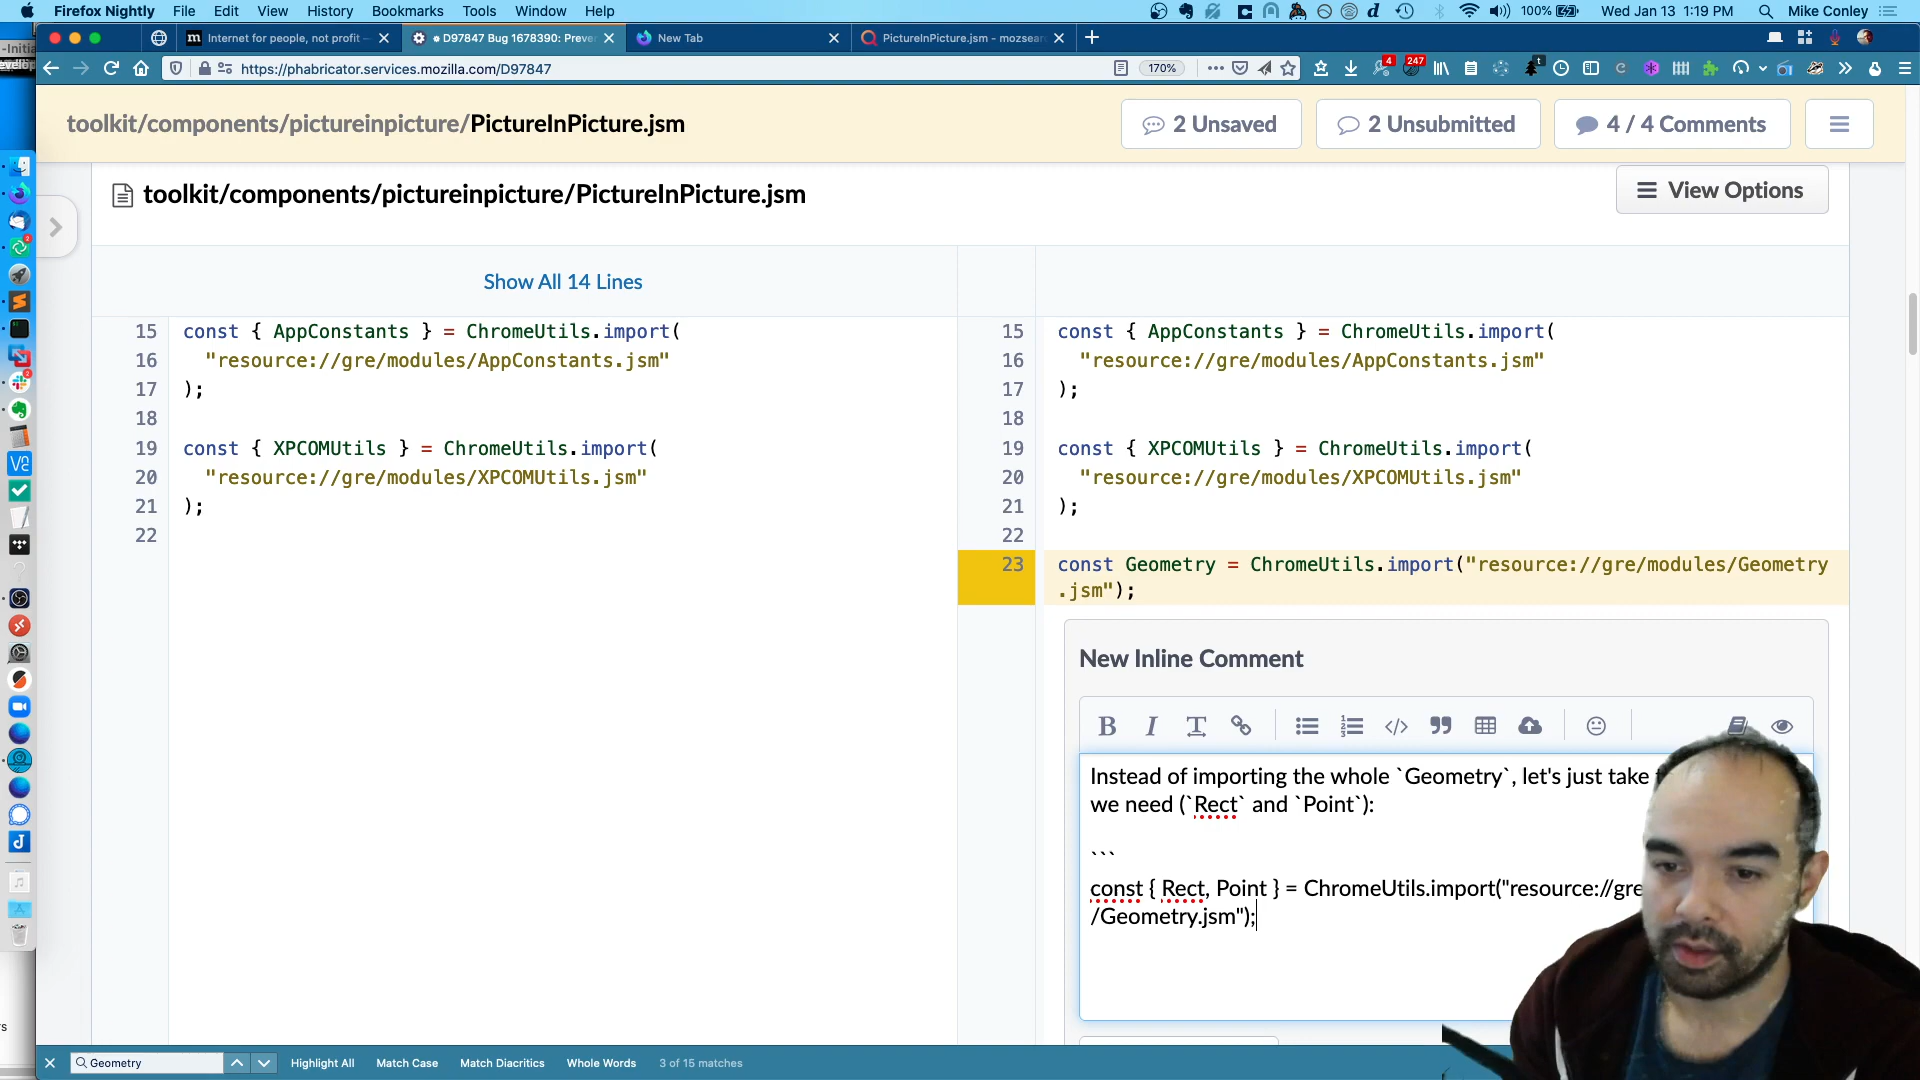 Firefox Nightly File Edit View History Bookmarks Tools Window Help
100% Wed Jan 13 1:19 PM Mike Conley
Internet for people, not profit
D97847 Bug 1678390: Preve
New Tab
PictureInPicture.jsm - mozsear
https://phabricator.services.mozilla.com/D97847
170%
4
247
toolkit/components/pictureinpicture/PictureInPicture.jsm
2 Unsaved
2 Unsubmitted
4 / 4 Comments
toolkit/components/pictureinpicture/PictureInPicture.jsm
View Options
Show All 14 Lines
15 const { AppConstants } = ChromeUtils.import(
16 "resource://gre/modules/AppConstants.jsm"
17 );
18
19 const { XPCOMUtils } = ChromeUtils.import(
20 "resource://gre/modules/XPCOMUtils.jsm"
21 );
22
15 const { AppConstants } = ChromeUtils.import(
16 "resource://gre/modules/AppConstants.jsm"
17 );
18
19 const { XPCOMUtils } = ChromeUtils.import(
20 "resource://gre/modules/XPCOMUtils.jsm"
21 );
22
23 const Geometry = ChromeUtils.import("resource://gre/modules/Geometry
.jsm");
New Inline Comment
Instead of importing the whole `Geometry`, let's just take
we need (`Rect` and `Point`):
```
const { Rect, Point } = ChromeUtils.import("resource://gre
/Geometry.jsm");
Geometry
Highlight All Match Case Match Diacritics Whole Words 3 of 15 matches